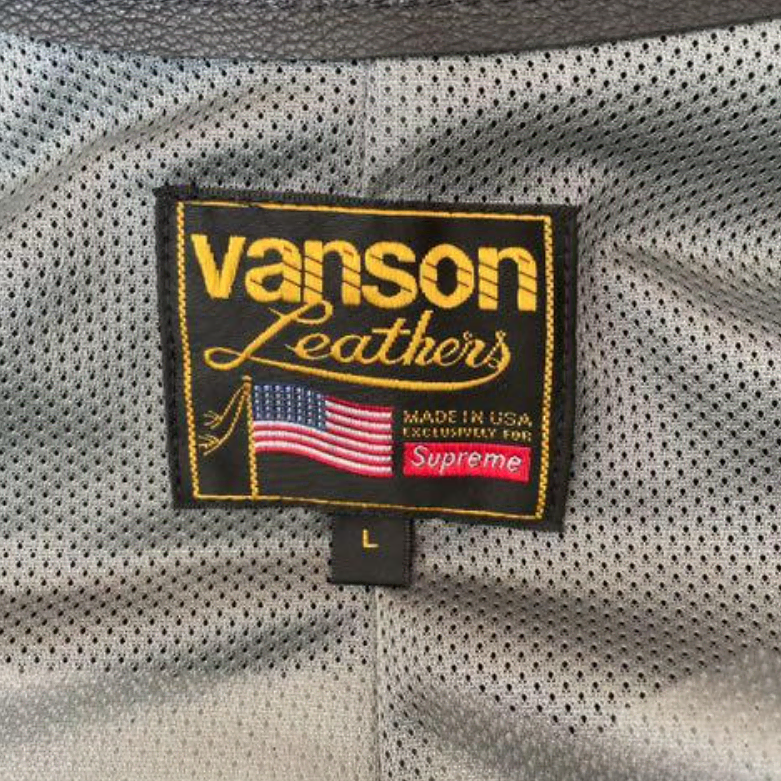 vanson
Leathers
MADE IN USA
EXCLUSIVELY FOR
Supreme
L